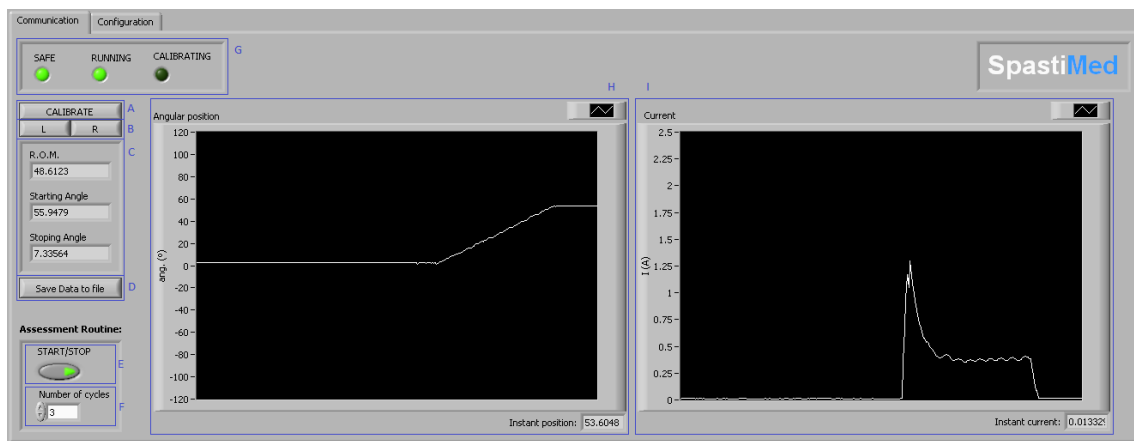 Communication Configuration
SAFE RUNNING CALIBRATING G
SpastiMed
H I
CALIBRATE A
L R B
C
R.O.M.
48.6123
Starting Angle
55.9479
Stoping Angle
7.33564
Save Data to file D
Assessment Routine:
START/STOP
E
Number of cycles
3 F
Angular position
120
100
80
60
40
20
0
-20
-40
-60
-80
-100
-120
ang. (º)
Instant position: 53.6048
Current
2.5
2.25
2
1.75
1.5
1.25
1
0.75
0.5
0.25
0
I (A)
Instant current: 0.01332